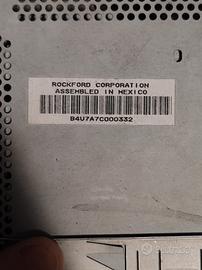 ROCKFORD CORPORATION
ASSEMBLED IN MEXICO
B4U7A7C000332